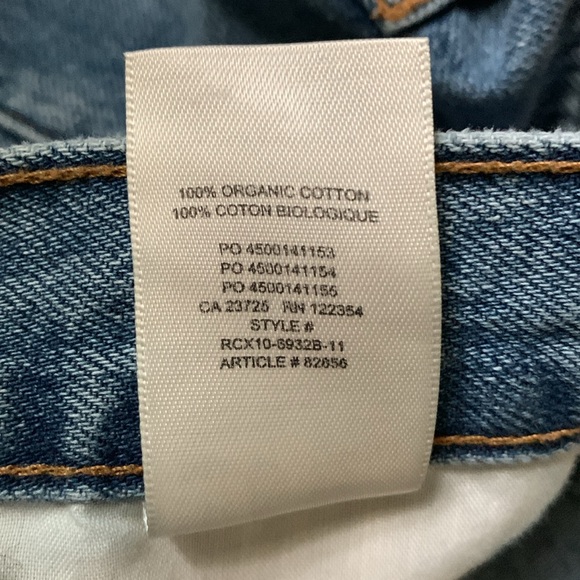 100% ORGANIC COTTON
100% COTON BIOLOGIQUE
PO 4500141153
PO 4500141154
PO 4500141156
CA 23725 RN 122354
STYLE #
RCX10-6932B-11
ARTICLE # 82656